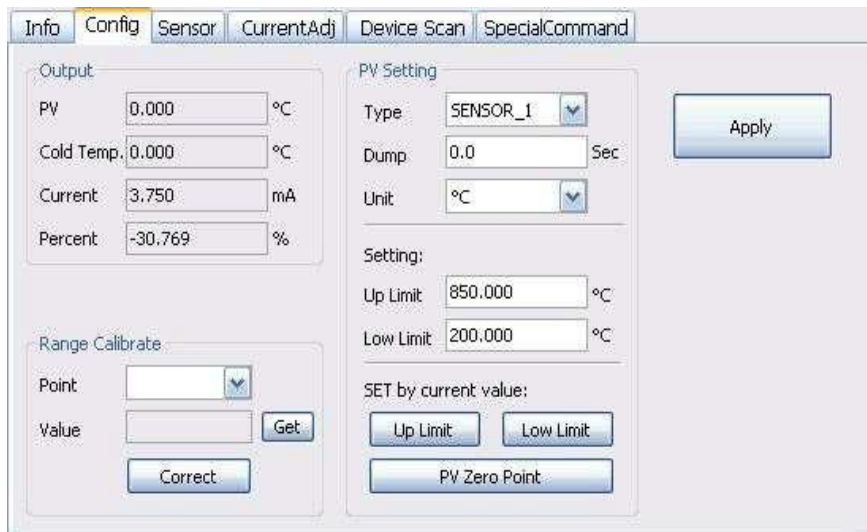 Info Config Sensor CurrentAdj Device Scan SpecialCommand
Output
PV 0.000 °C
Cold Temp. 0.000 °C
Current 3.750 mA
Percent -30.769 %
Range Calibrate
Point
Value Get
Correct
PV Setting
Type SENSOR_1
Dump 0.0 Sec
Unit °C
Setting:
Up Limit 850.000 °C
Low Limit 200.000 °C
SET by current value:
Up Limit Low Limit
PV Zero Point
Apply